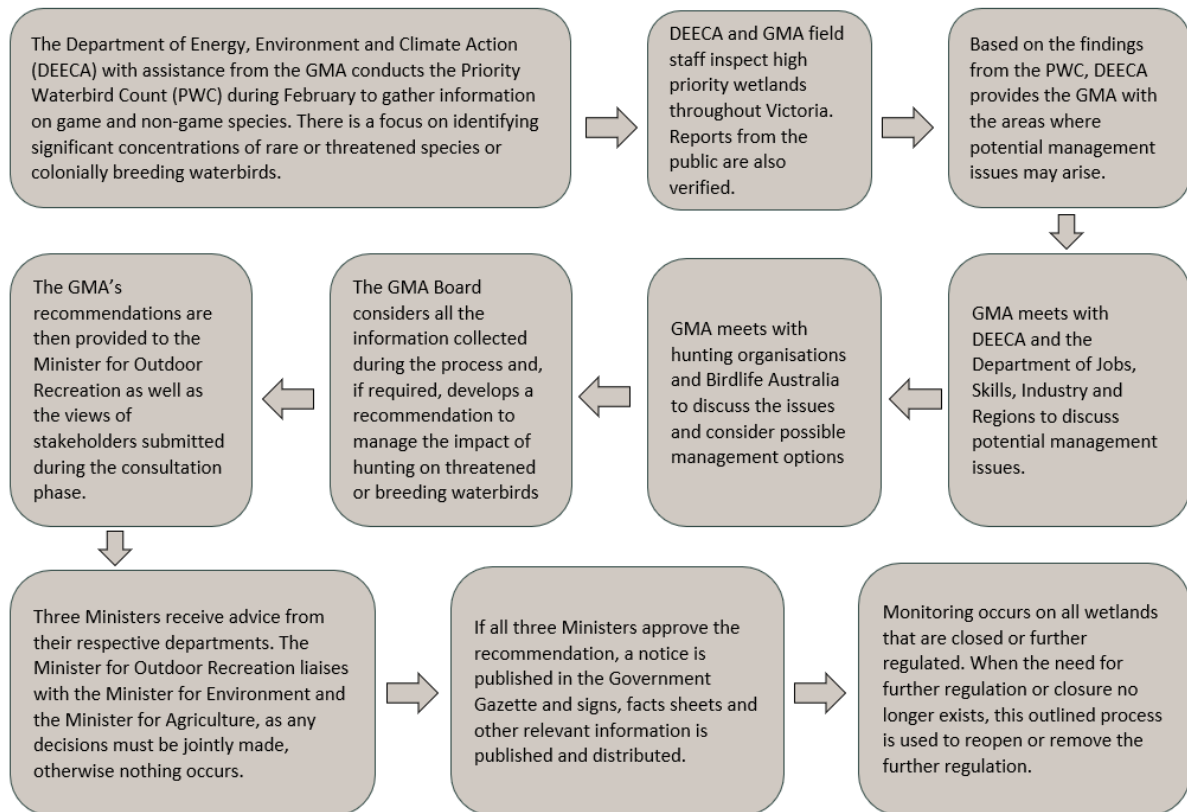 The Department of Energy, Environment and Climate Action
(DEECA) with assistance from the GMA conducts the Priority
Waterbird Count (PWC) during February to gather information
on game and non-game species. There is a focus on identifying
significant concentrations of rare or threatened species or
colonially breeding waterbirds.
DEECA and GMA field
staff inspect high
priority wetlands
throughout Victoria.
Reports from the
public are also
verified.
Based on the findings
from the PWC, DEECA
provides the GMA with
the areas where
potential management
issues may arise.
GMA meets with
DEECA and the
Department of Jobs,
Skills, Industry and
Regions to discuss
potential management
issues.
GMA meets with
hunting organisations
and Birdlife Australia
to discuss the issues
and consider possible
management options
The GMA Board
considers all the
information collected
during the process and,
if required, develops a
recommendation to
manage the impact of
hunting on threatened
or breeding waterbirds
The GMA’s
recommendations are
then provided to the
Minister for Outdoor
Recreation as well as
the views of
stakeholders submitted
during the consultation
phase.
Three Ministers receive advice from
their respective departments. The
Minister for Outdoor Recreation liaises
with the Minister for Environment and
the Minister for Agriculture, as any
decisions must be jointly made,
otherwise nothing occurs.
If all three Ministers approve the
recommendation, a notice is
published in the Government
Gazette and signs, facts sheets and
other relevant information is
published and distributed.
Monitoring occurs on all wetlands
that are closed or further
regulated. When the need for
further regulation or closure no
longer exists, this outlined process
is used to reopen or remove the
further regulation.